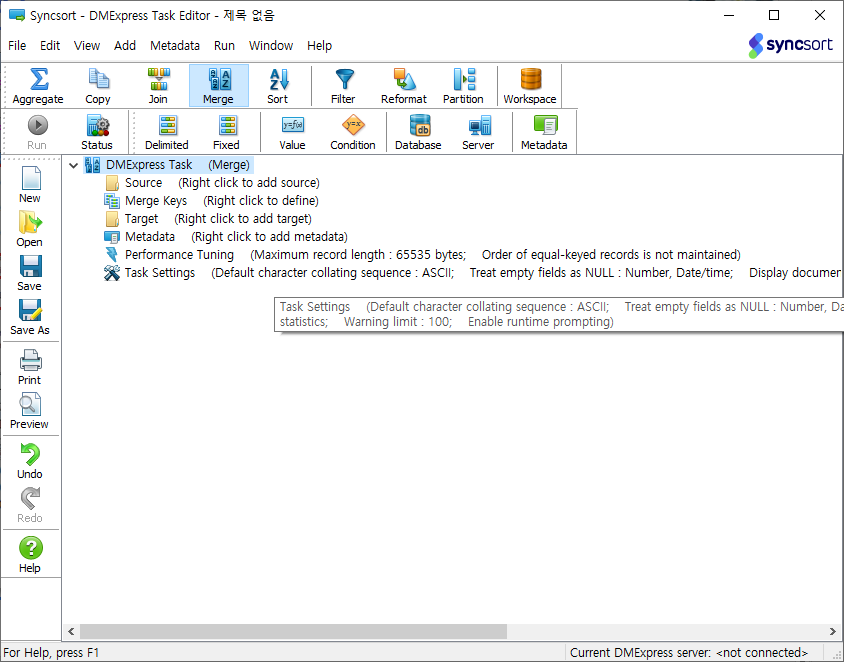 Syncsort - DMExpress Task Editor - 제목 없음
File Edit View Add Metadata Run Window Help
syncsort
Aggregate Copy Join Merge Sort Filter Reformat Partition Workspace
Run Status Delimited Fixed Value Condition Database Server Metadata
New
Open
Save
Save As
Print
Preview
Undo
Redo
Help
DMExpress Task (Merge)
Source (Right click to add source)
Merge Keys (Right click to define)
Target (Right click to add target)
Metadata (Right click to add metadata)
Performance Tuning (Maximum record length : 65535 bytes; Order of equal-keyed records is not maintained)
Task Settings (Default character collating sequence : ASCII; Treat empty fields as NULL : Number, Date/time; Display documer
Task Settings (Default character collating sequence : ASCII; Treat empty fields as NULL : Number, Da
statistics; Warning limit : 100; Enable runtime prompting)
For Help, press F1
Current DMExpress server: <not connected>